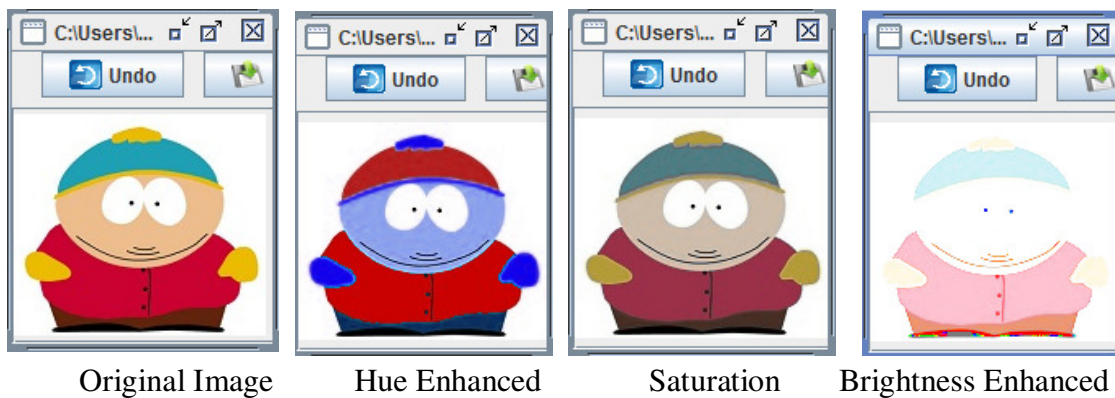 C:\Users\... C:\Users\... C:\Users\... C:\Users\...
Undo Undo Undo Undo
Original Image Hue Enhanced Saturation Brightness Enhanced